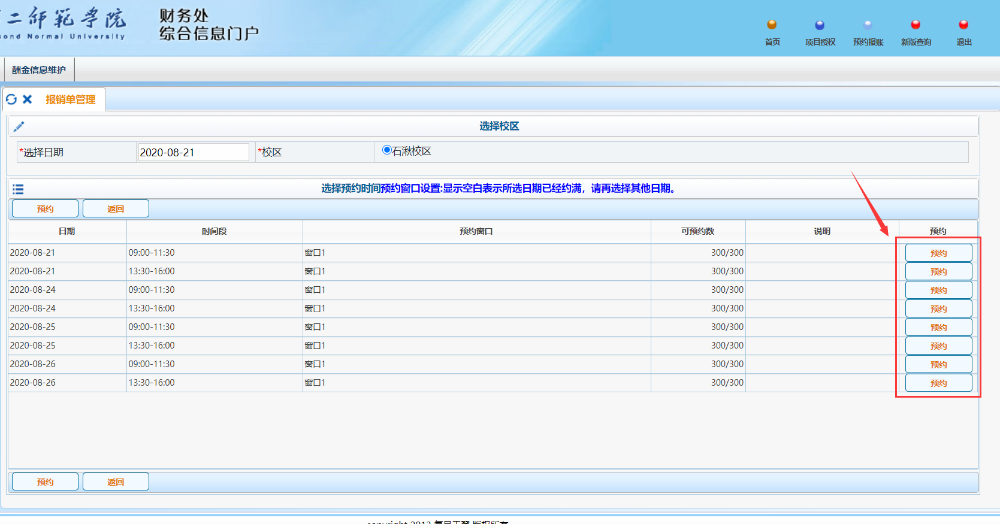 二师范学院
ond Normal University
财务处
综合信息门户
首页 项目授权 预约报账 新版查询 退出
酬金信息维护
报销单管理
选择校区
*选择日期 2020-08-21 *校区 石湫校区
选择预约时间预约窗口设置:显示空白表示所选日期已经约满，请再选择其他日期。
预约 返回
日期 时间段 预约窗口 可预约数 说明 预约
2020-08-21 09:00-11:30 窗口1 300/300 预约
2020-08-21 13:30-16:00 窗口1 300/300 预约
2020-08-24 09:00-11:30 窗口1 300/300 预约
2020-08-24 13:30-16:00 窗口1 300/300 预约
2020-08-25 09:00-11:30 窗口1 300/300 预约
2020-08-25 13:30-16:00 窗口1 300/300 预约
2020-08-26 09:00-11:30 窗口1 300/300 预约
2020-08-26 13:30-16:00 窗口1 300/300 预约
预约 返回
copyright 2013 复旦天翼 版权所有